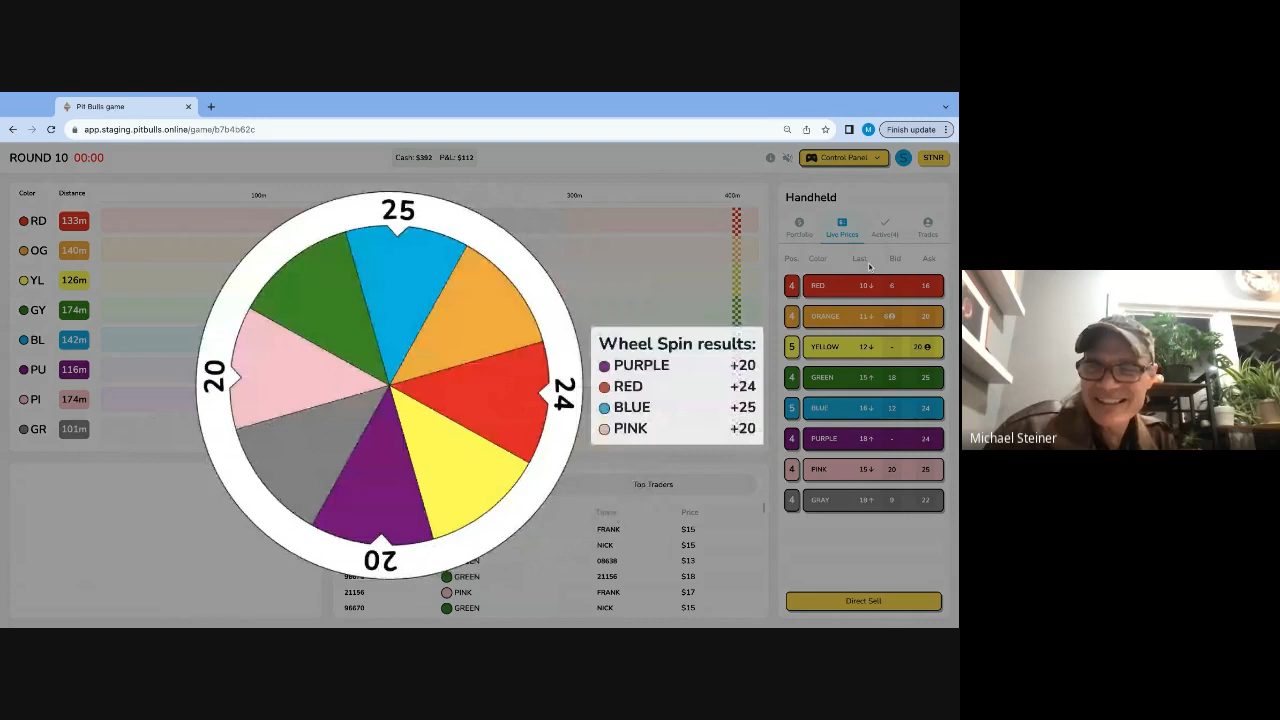 Pit Bulls game
app.staging.pitbulls.online/game/b7b4b62c
Finish update
ROUND 10 00:00
Cash: $392 P&L: $112
Control Panel
S
STNR
Color Distance 100m 300m 400m
RD 133m
OG 140m
YL 126m
GY 174m
BL 142m
PU 116m
PI 174m
GR 101m
25
24
20
20
Wheel Spin results:
PURPLE +20
RED +24
BLUE +25
PINK +20
Top Traders
Price
FRANK $15
NICK $15
08638 $13
GREEN 21156 $18
21156 PINK FRANK $17
96670 GREEN NICK $15
Handheld
Portfolio Live Prices Active(4) Trades
Pos. Color Last Bid Ask
4 RED 10↓ 6 16
4 ORANGE 11↓ 6 20
5 YELLOW 12↓ - 20
4 GREEN 15↑ 18 25
5 BLUE 16↓ 12 24
4 PURPLE 18↑ - 24
4 PINK 15↓ 20 25
4 GRAY 18↑ 9 22
Direct Sell
Michael Steiner